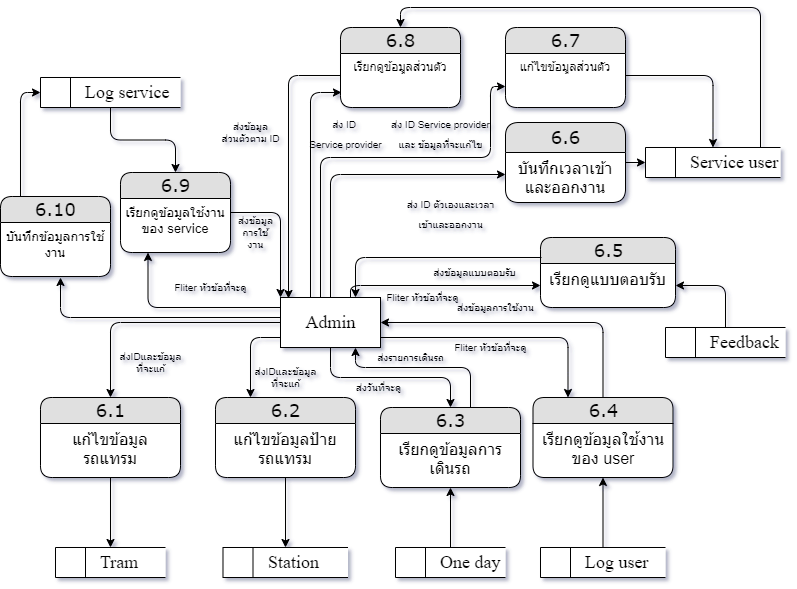 6.8
เรียกดูข้อมูลส่วนตัว
6.7
แก้ไขข้อมูลส่วนตัว
Log service
ส่งข้อมูล
ส่วนตัวตาม ID
ส่ง ID
Service provider
ส่ง ID Service provider
และ ข้อมูลที่จะแก้ไข
6.6
บันทึกเวลาเข้า
และออกงาน
Service user
6.9
เรียกดูข้อมูลใช้งาน
ของ service
6.10
บันทึกข้อมูลการใช้
งาน
ส่งข้อมูล
การใช้
งาน
ส่ง ID ตัวเองและเวลา
เข้าและออกงาน
6.5
เรียกดูแบบตอบรับ
ส่งข้อมูลแบบตอบรับ
Fliter หัวข้อที่จะดู
Fliter หัวข้อที่จะดู
ส่งข้อมูลการใช้งาน
Admin
Feedback
ส่งIDและข้อมูล
ที่จะแก้
ส่งIDและข้อมูล
ที่จะแก้
ส่งรายการเดินรถ
Fliter หัวข้อที่จะดู
ส่งวันที่จะดู
6.1
แก้ไขข้อมูล
รถแทรม
6.2
แก้ไขข้อมูลป้าย
รถแทรม
6.3
เรียกดูข้อมูลการ
เดินรถ
6.4
เรียกดูข้อมูลใช้งาน
ของ user
Tram
Station
One day
Log user